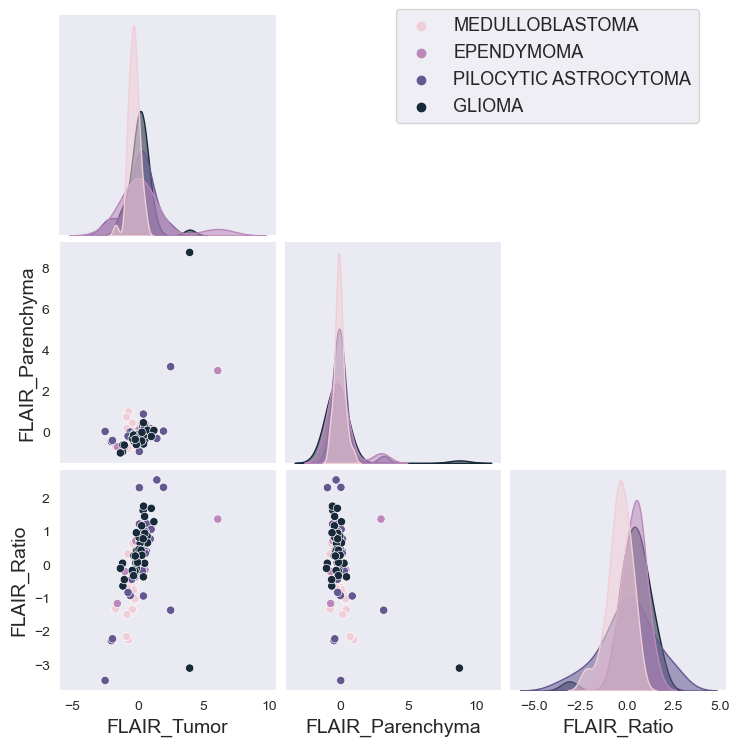 MEDULLOBLASTOMA
EPENDYMOMA
PILOCYTIC ASTROCYTOMA
GLIOMA
FLAIR_Parenchyma
8
6
4
2
0
FLAIR_Ratio
2
1
0
−1
−2
−3
−5 0 5 10
0 5 10
−5.0 −2.5 0.0 2.5 5.0
FLAIR_Tumor
FLAIR_Parenchyma
FLAIR_Ratio